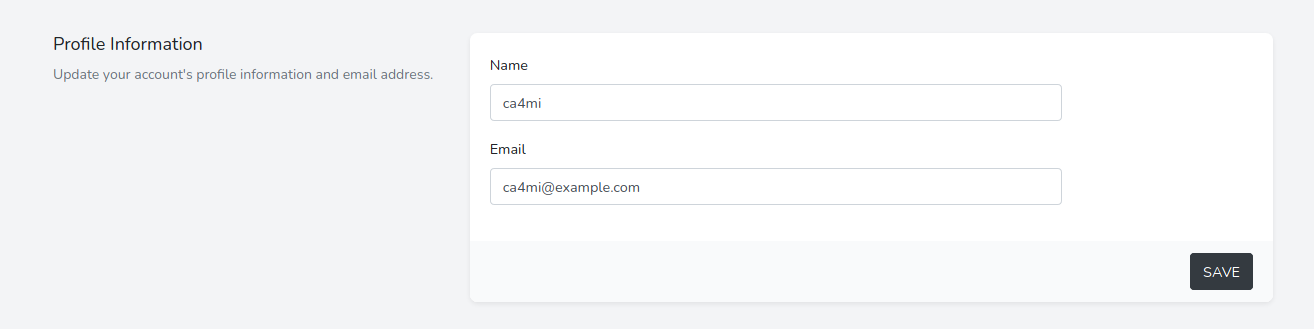 Profile Information
Update your account's profile information and email address.
Name
ca4mi
Email
ca4mi@example.com
SAVE